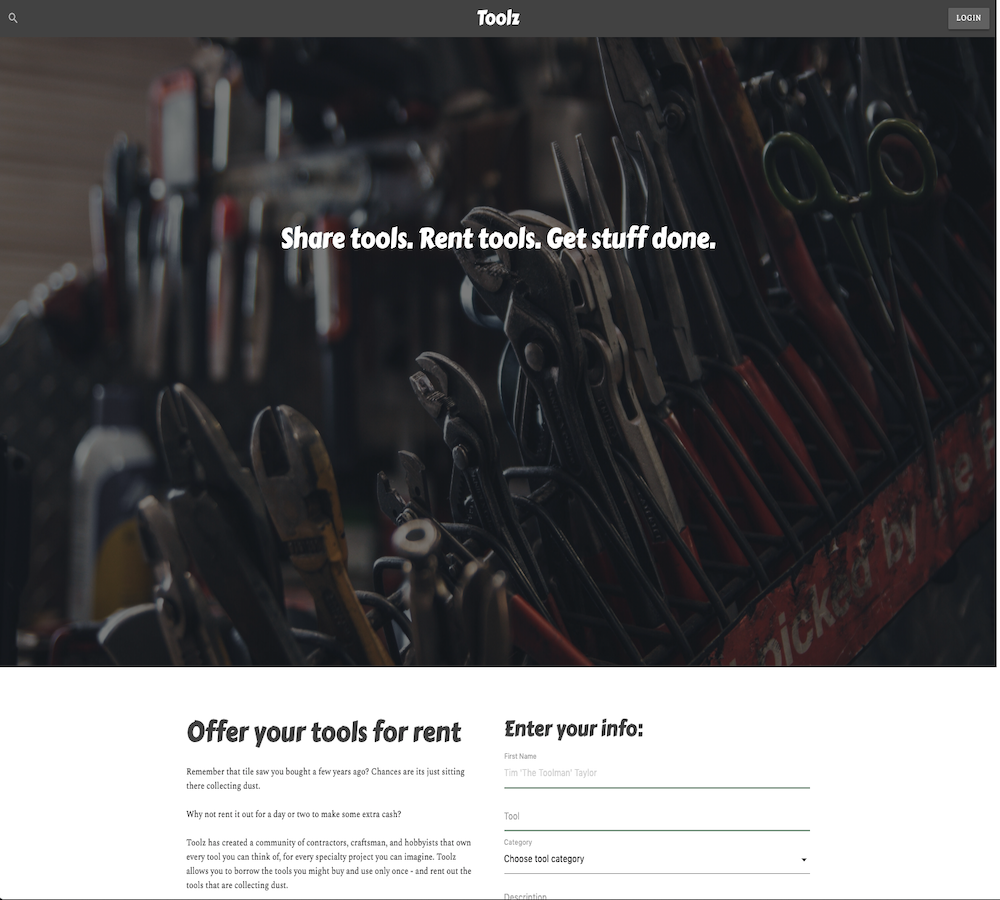 Toolz
LOGIN
Share tools. Rent tools. Get stuff done.
picked by the
Offer your tools for rent
Remember that tile saw you bought a few years ago? Chances are its just sitting
there collecting dust.
Why not rent it out for a day or two to make some extra cash?
Toolz has created a community of contractors, craftsman, and hobbyists that own
every tool you can think of, for every specialty project you can imagine. Toolz
allows you to borrow the tools you might buy and use only once - and rent out the
tools that are collecting dust.
Enter your info:
First Name
Tim 'The Toolman' Taylor
Tool
Category
Choose tool category
Description